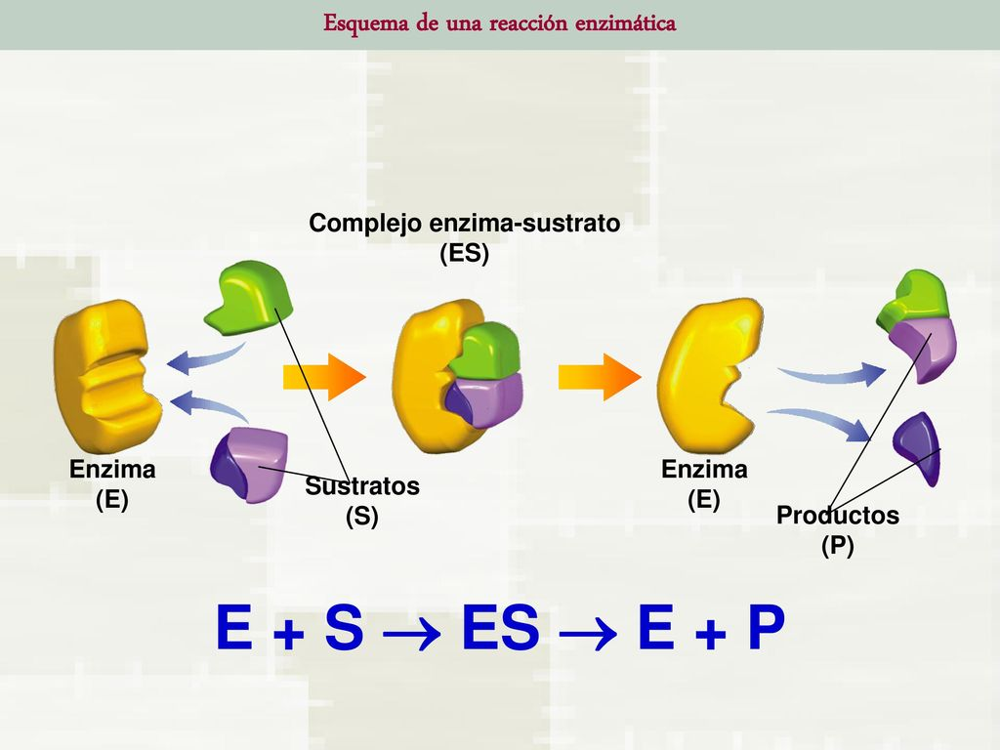 Esquema de una reacción enzimática
Complejo enzima-sustrato
(ES)
Enzima
(E)
Sustratos
(S)
Enzima
(E)
Productos
(P)
E + S → ES → E + P